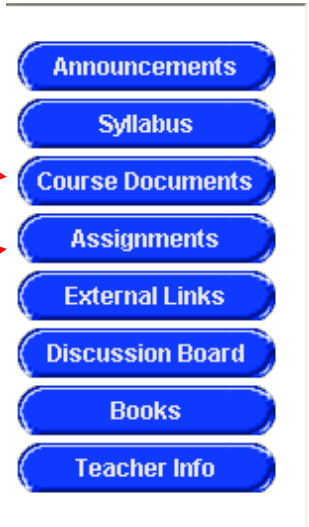 Announcements
Syllabus
Course Documents
Assignments
External Links
Discussion Board
Books
Teacher Info